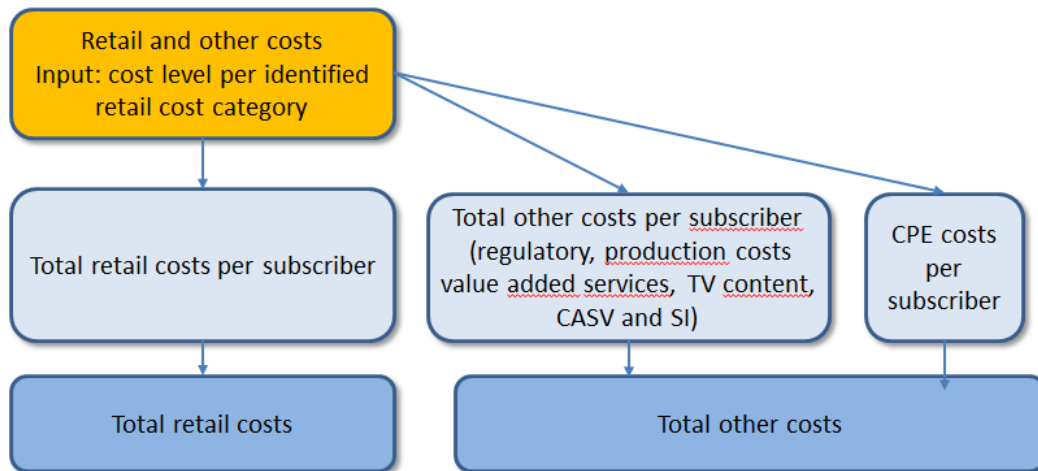 Retail and other costs
Input: cost level per identified
retail cost category
Total retail costs per subscriber
Total other costs per subscriber
(regulatory, production costs
value added services, TV content,
CASV and SI)
CPE costs
per
subscriber
Total retail costs
Total other costs